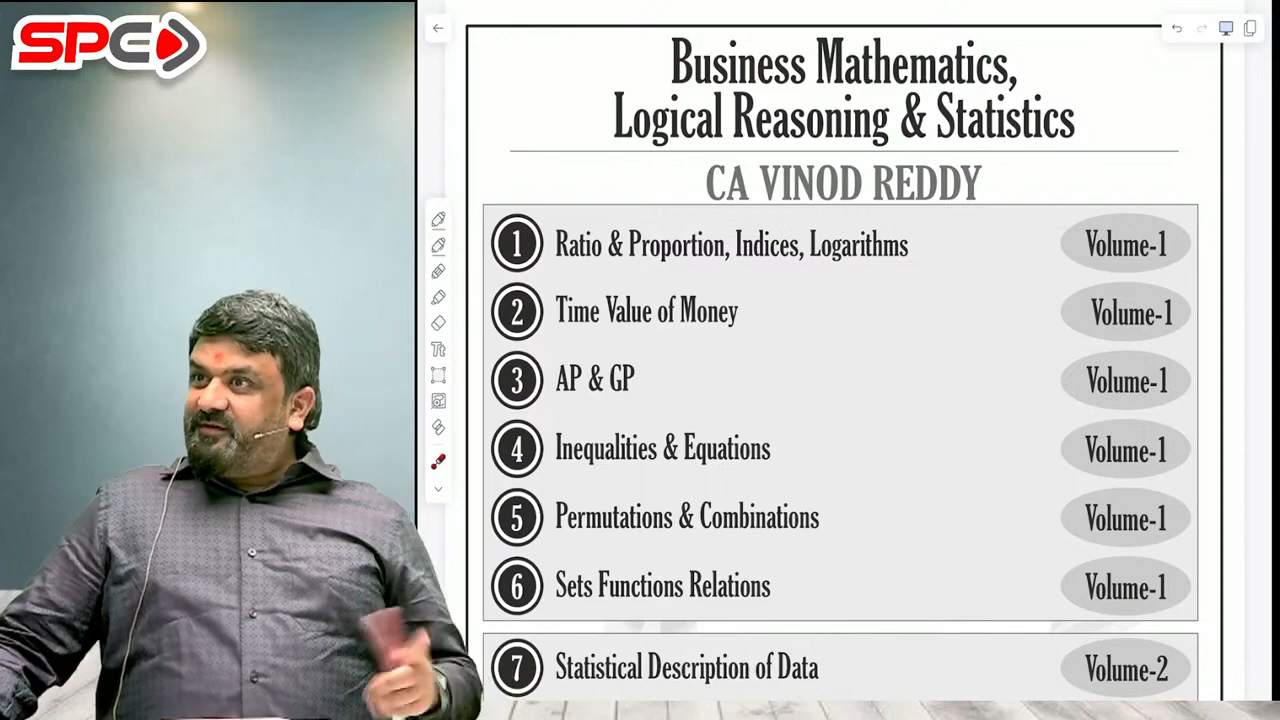 SPC
Business Mathematics,
Logical Reasoning & Statistics
CA VINOD REDDY
1 Ratio & Proportion, Indices, Logarithms Volume-1
2 Time Value of Money Volume-1
3 AP & GP Volume-1
4 Inequalities & Equations Volume-1
5 Permutations & Combinations Volume-1
6 Sets Functions Relations Volume-1
7 Statistical Description of Data Volume-2
Tt